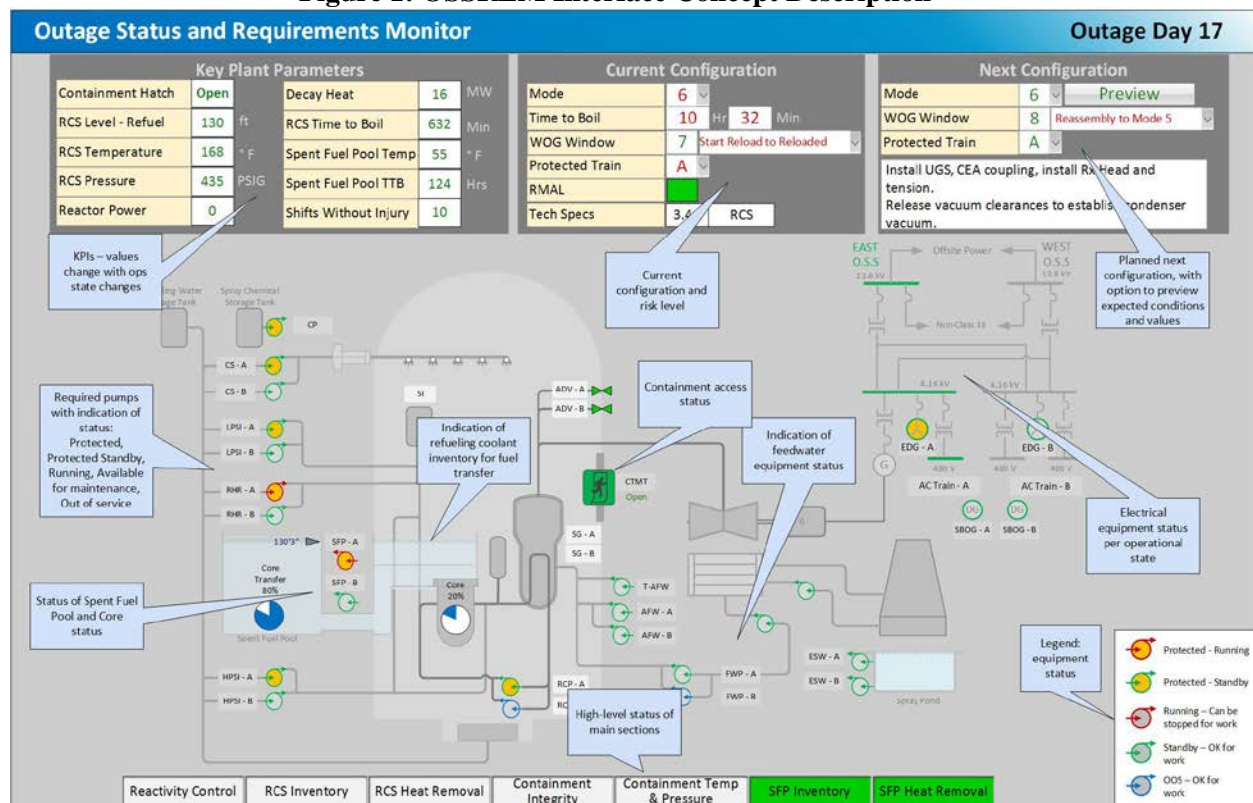 Figure 1: OSSREM Interface Concept Description
Outage Status and Requirements Monitor
Outage Day 17
Key Plant Parameters
Containment Hatch Open
Decay Heat 16 MW
RCS Level - Refuel 130 ft
RCS Time to Boil 632 Min
RCS Temperature 168 ° F
Spent Fuel Pool Temp 55 ° F
RCS Pressure 435 PSIG
Spent Fuel Pool TTB 124 Hrs
Reactor Power 0
Shifts Without Injury 10
Current Configuration
Mode 6
Time to Boil 10 Hr 32 Min
WOG Window 7 Start Reload to Reloaded
Protected Train A
RMAL
Tech Specs 3.4 RCS
Next Configuration
Mode 6 Preview
WOG Window 8 Reassembly to Mode 5
Protected Train A
Install UGS, CEA coupling, install Rx Head and
tension.
Release vacuum clearances to establish condenser
vacuum.
KPIs – values
change with ops
state changes
Current
configuration and
risk level
Planned next
configuration, with
option to preview
expected conditions
and values
EAST
O.S.S
13.8 kV
Offsite Power
WEST
O.S.S
13.8 kV
Non-Class 1E
Water
Tank
Spray Chemical
Storage Tank
CP
CS - A
CS - B
LPSI - A
LPSI - B
RHR - A
RHR - B
Required pumps
with indication of
status:
Protected,
Protected Standby,
Running, Available
for maintenance,
Out of service
SI
Indication of
refueling coolant
inventory for fuel
transfer
ADV - A
ADV - B
Containment access
status
CTMT
Open
Indication of
feedwater
equipment status
4.16 kV
4.16 kV
EDG - A
EDG - B
G
480 V
480 V
480 V
AC Train - A
AC Train - B
DG
DG
SBOG - A
SBOG - B
Electrical
equipment status
per operational
state
130'3"
SFP - A
SFP - B
Core
Transfer
80%
Spent Fuel Pool
Core
20%
Status of Spent Fuel
Pool and Core
status
SG - A
SG - B
T-AFW
AFW - A
AFW - B
HPSI - A
HPSI - B
RCP - A
FWP - A
FWP - B
ESW - A
ESW - B
Spray Pond
High-level status of
main sections
Legend:
equipment
status
Protected - Running
Protected - Standby
Running – Can be
stopped for work
Standby – OK for
work
OOS – OK for
work
Reactivity Control
RCS Inventory
RCS Heat Removal
Containment
Integrity
Containment Temp
& Pressure
SFP Inventory
SFP Heat Removal